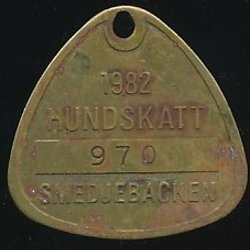 1982
HUNDSKATT
970
SMEDJEBACKEN